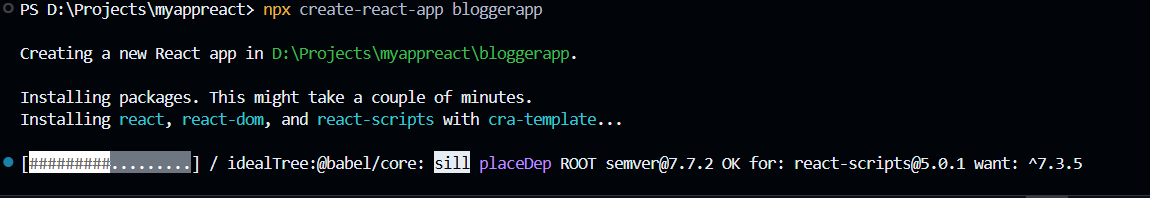 PS D:\Projects\myappreact> npx create-react-app bloggerapp
Creating a new React app in D:\Projects\myappreact\bloggerapp.
Installing packages. This might take a couple of minutes.
Installing react, react-dom, and react-scripts with cra-template...
[#########.........] / idealTree:@babel/core: sill placeDep ROOT semver@7.7.2 OK for: react-scripts@5.0.1 want: ^7.3.5